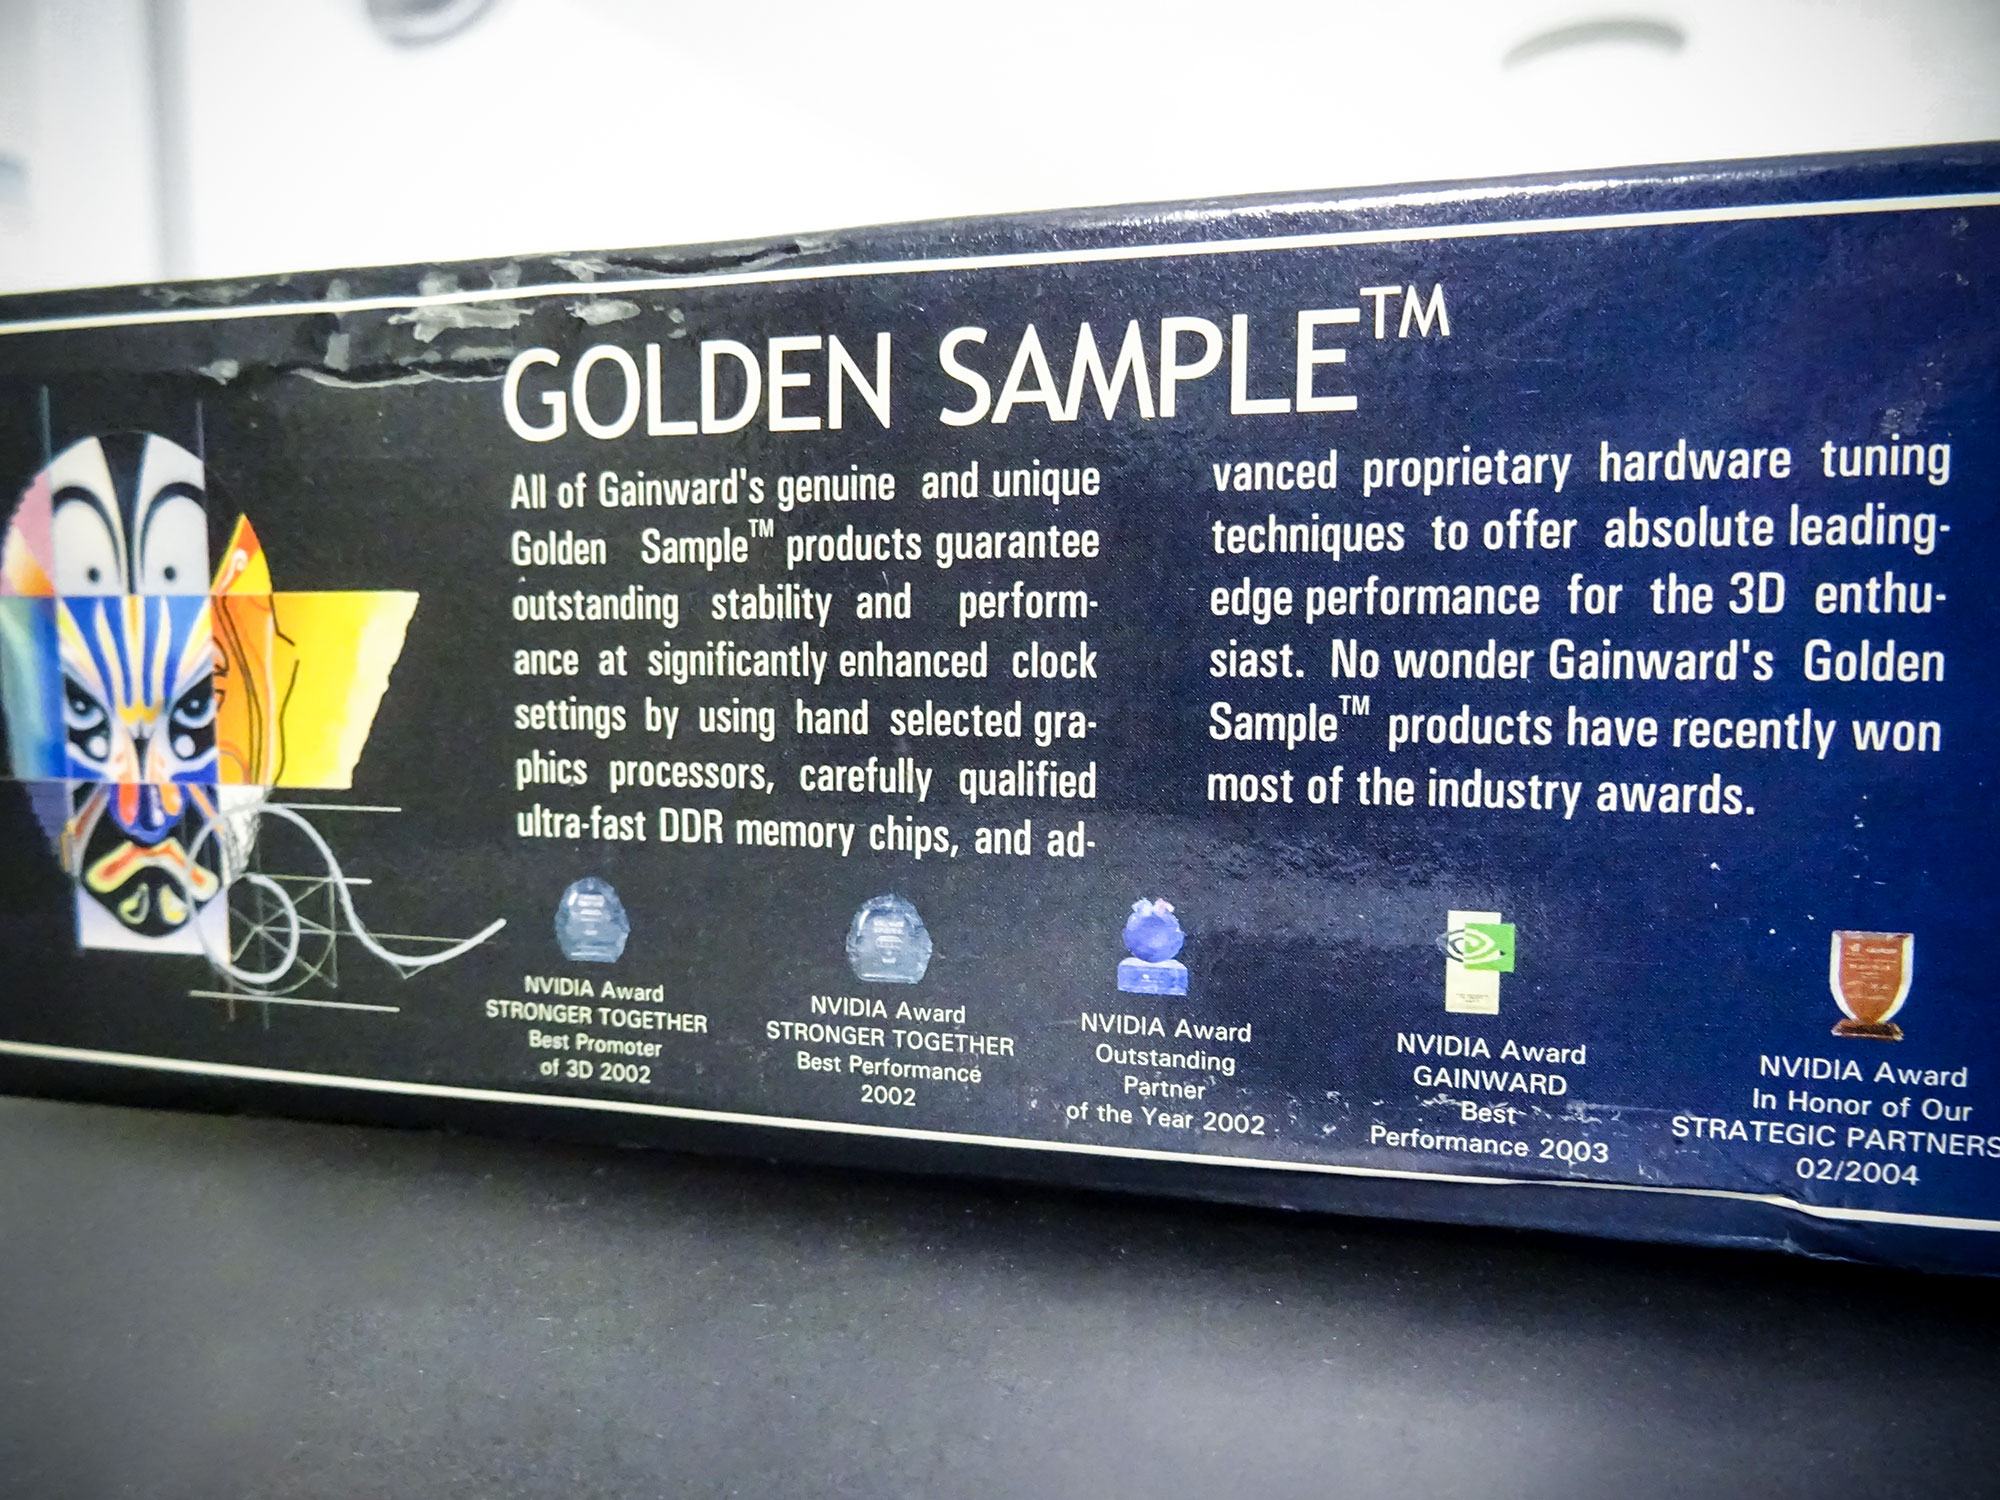 GOLDEN SAMPLE™
All of Gainward's genuine and unique
Golden Sample™ products guarantee
outstanding stability and perform-
ance at significantly enhanced clock
settings by using hand selected gra-
phics processors, carefully qualified
ultra-fast DDR memory chips, and ad-
vanced proprietary hardware tuning
techniques to offer absolute leading-
edge performance for the 3D enthu-
siast. No wonder Gainward's Golden
Sample™ products have recently won
most of the industry awards.
NVIDIA Award
STRONGER TOGETHER
Best Promoter
of 3D 2002
NVIDIA Award
STRONGER TOGETHER
Best Performance
2002
NVIDIA Award
Outstanding
Partner
of the Year 2002
NVIDIA Award
GAINWARD
Best
Performance 2003
NVIDIA Award
In Honor of Our
STRATEGIC PARTNERS
02/2004